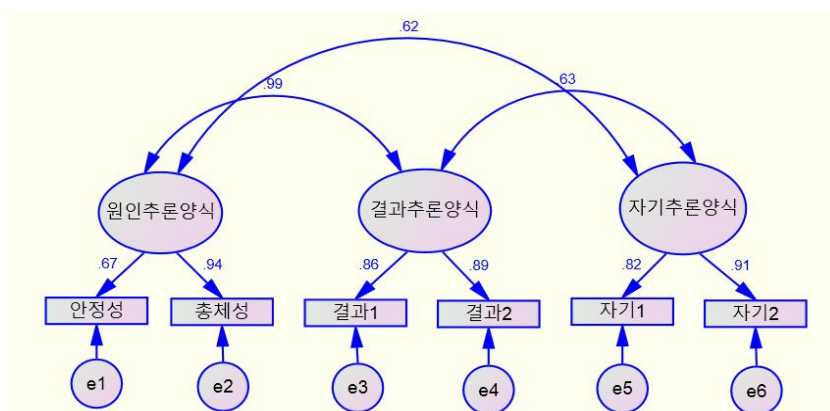 .62
.99
.63
원인추론양식
결과추론양식
자기추론양식
.67
.94
.86
.89
.82
.91
안정성
총체성
결과1
결과2
자기1
자기2
e1
e2
e3
e4
e5
e6